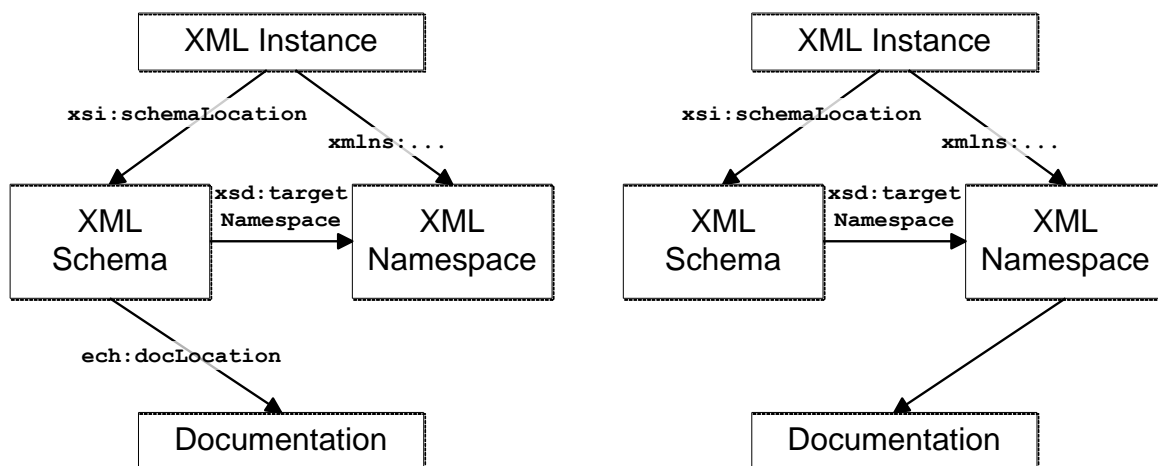 XML Instance
xsi:schemaLocation
xmlns:...
XML
Schema
xsd:target
Namespace
XML
Namespace
ech:docLocation
Documentation
XML Instance
xsi:schemaLocation
xmlns:...
XML
Schema
xsd:target
Namespace
XML
Namespace
Documentation